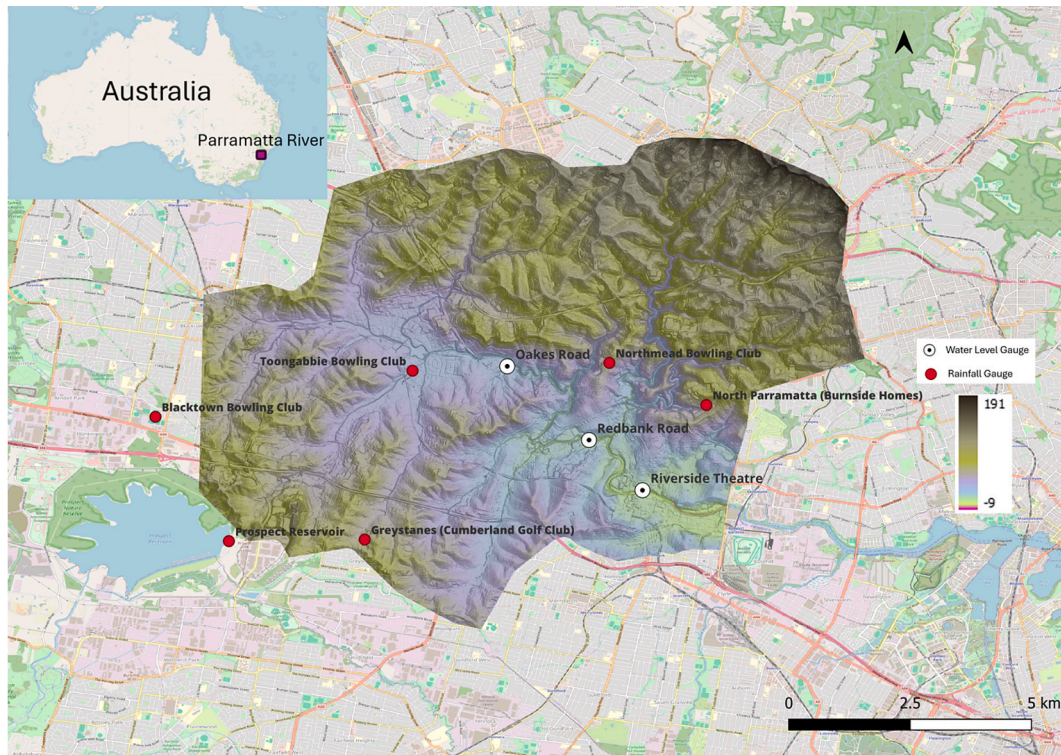 Australia
Parramatta River
Oakes Road
Northmead Bowling Club
Toongabbie Bowling Club
Water Level Gauge
Rainfall Gauge
North Parramatta (Burnside Homes)
Blacktown Bowling Club
191
Redbank Road
Riverside Theatre
-9
Prospect Reservoir
Greystanes (Cumberland Golf Club)
0
2.5
5 km